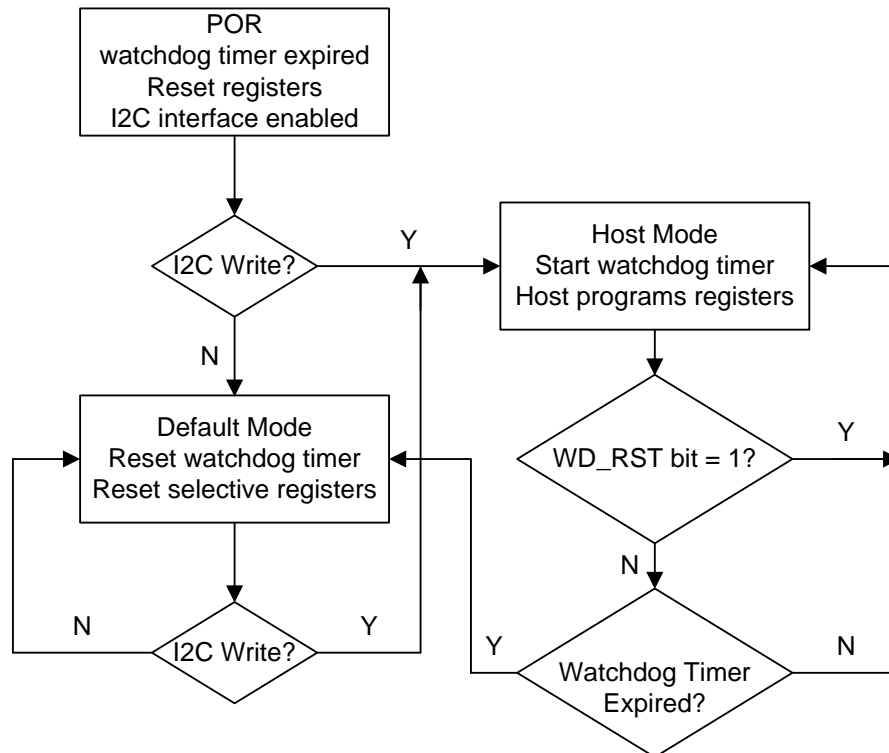 POR
watchdog timer expired
Reset registers
I2C interface enabled
I2C Write?
Y
N
Host Mode
Start watchdog timer
Host programs registers
Default Mode
Reset watchdog timer
Reset selective registers
WD_RST bit = 1?
Y
N
I2C Write?
N
Y
Watchdog Timer
Expired?
Y
N